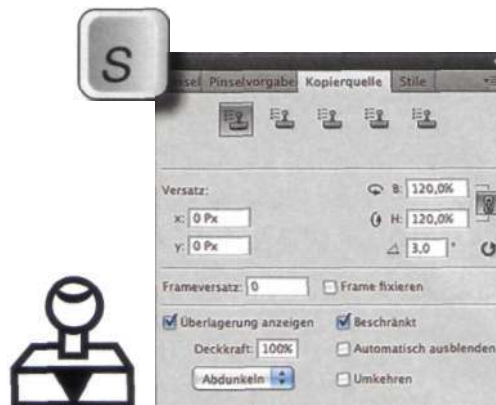 S
Pinselvorgabe Kopierquelle Stile
Versatz:
B: 120,0%
x: 0 Px
H: 120,0%
y: 0 Px
3,0 °
Frameversatz: 0 Frame fixieren
Überlagerung anzeigen Beschränkt
Deckkraft: 100% Automatisch ausblenden
Abdunkeln Umkehren